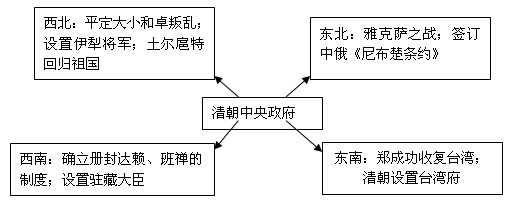 西北：平定大小和卓叛乱；
设置伊犁将军；土尔扈特
回归祖国
东北：雅克萨之战；签订
中俄《尼布楚条约》
清朝中央政府
西南：确立册封达赖、班禅的
制度；设置驻藏大臣
东南：郑成功收复台湾；
清朝设置台湾府